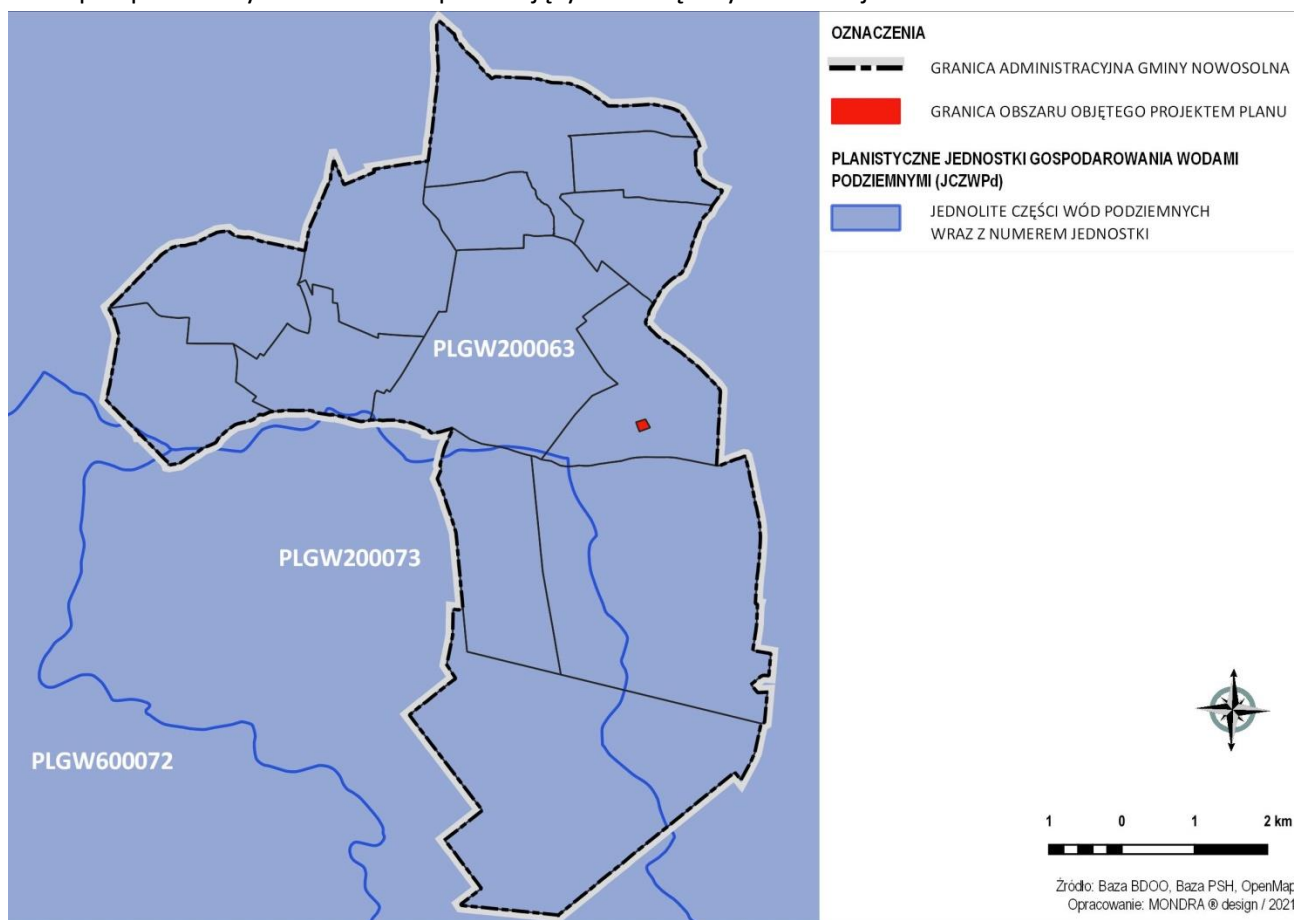 OZNACZENIA
GRANICA ADMINISTRACYJNA GMINY NOWOSOLNA
GRANICA OBSZARU OBJĘTEGO PROJEKTEM PLANU
PLANISTYCZNE JEDNOSTKI GOSPODAROWANIA WODAMI
PODZIEMNYMI (JCZWPd)
JEDNOLITE CZĘŚCI WÓD PODZIEMNYCH
WRAZ Z NUMEREM JEDNOSTKI
PLGW200063
PLGW200073
PLGW600072
1 0 1 2 km
Źródło: Baza BDOO, Baza PSH, OpenMap
Opracowanie: MONDRA ® design / 2021